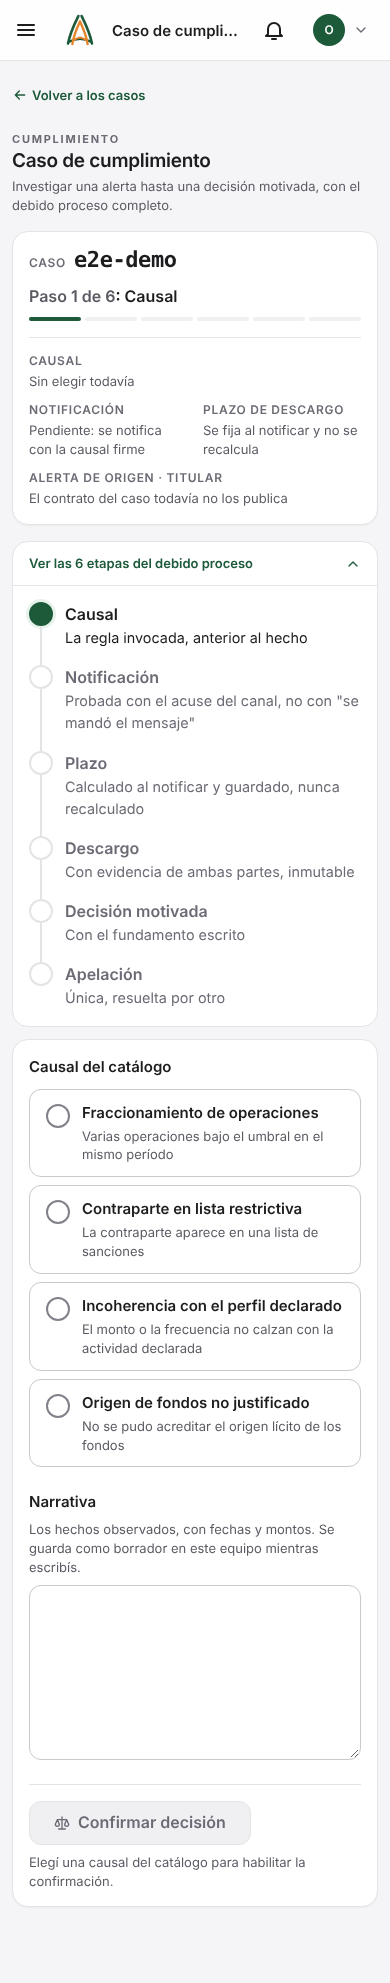 Caso de cumpli...
O
← Volver a los casos
CUMPLIMIENTO
Caso de cumplimiento
Investigar una alerta hasta una decisión motivada, con el
debido proceso completo.
CASO e2e-demo
Paso 1 de 6: Causal
CAUSAL
Sin elegir todavía
NOTIFICACIÓN
Pendiente: se notifica
con la causal firme
PLAZO DE DESCARGO
Se fija al notificar y no se
recalcula
ALERTA DE ORIGEN · TITULAR
El contrato del caso todavía no los publica
Ver las 6 etapas del debido proceso
Causal
La regla invocada, anterior al hecho
Notificación
Probada con el acuse del canal, no con "se
mandó el mensaje"
Plazo
Calculado al notificar y guardado, nunca
recalculado
Descargo
Con evidencia de ambas partes, inmutable
Decisión motivada
Con el fundamento escrito
Apelación
Única, resuelta por otro
Causal del catálogo
Fraccionamiento de operaciones
Varias operaciones bajo el umbral en el
mismo período
Contraparte en lista restrictiva
La contraparte aparece en una lista de
sanciones
Incoherencia con el perfil declarado
El monto o la frecuencia no calzan con la
actividad declarada
Origen de fondos no justificado
No se pudo acreditar el origen lícito de los
fondos
Narrativa
Los hechos observados, con fechas y montos. Se
guarda como borrador en este equipo mientras
escribís.
Confirmar decisión
Elegí una causal del catálogo para habilitar la
confirmación.